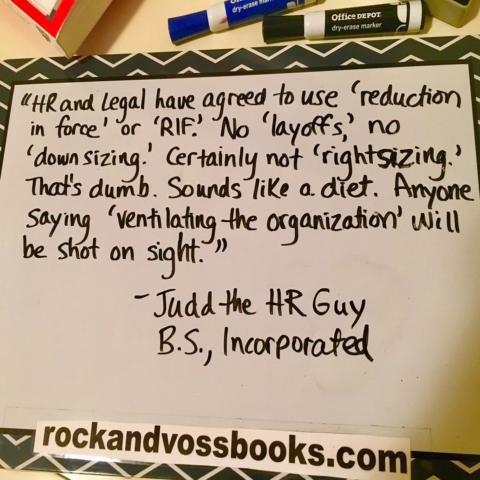 Office DEPOT
dry-erase marker
Office DEPOT
dry-erase marker
"HR and Legal have agreed to use 'reduction
in force' or 'RIF.' No 'layoffs,' no
'downsizing.' Certainly not 'rightsizing.'
That's dumb. Sounds like a diet. Anyone
saying 'ventilating the organization' will
be shot on sight."
- Judd the HR Guy
B.S., Incorporated
rockandvossbooks.com